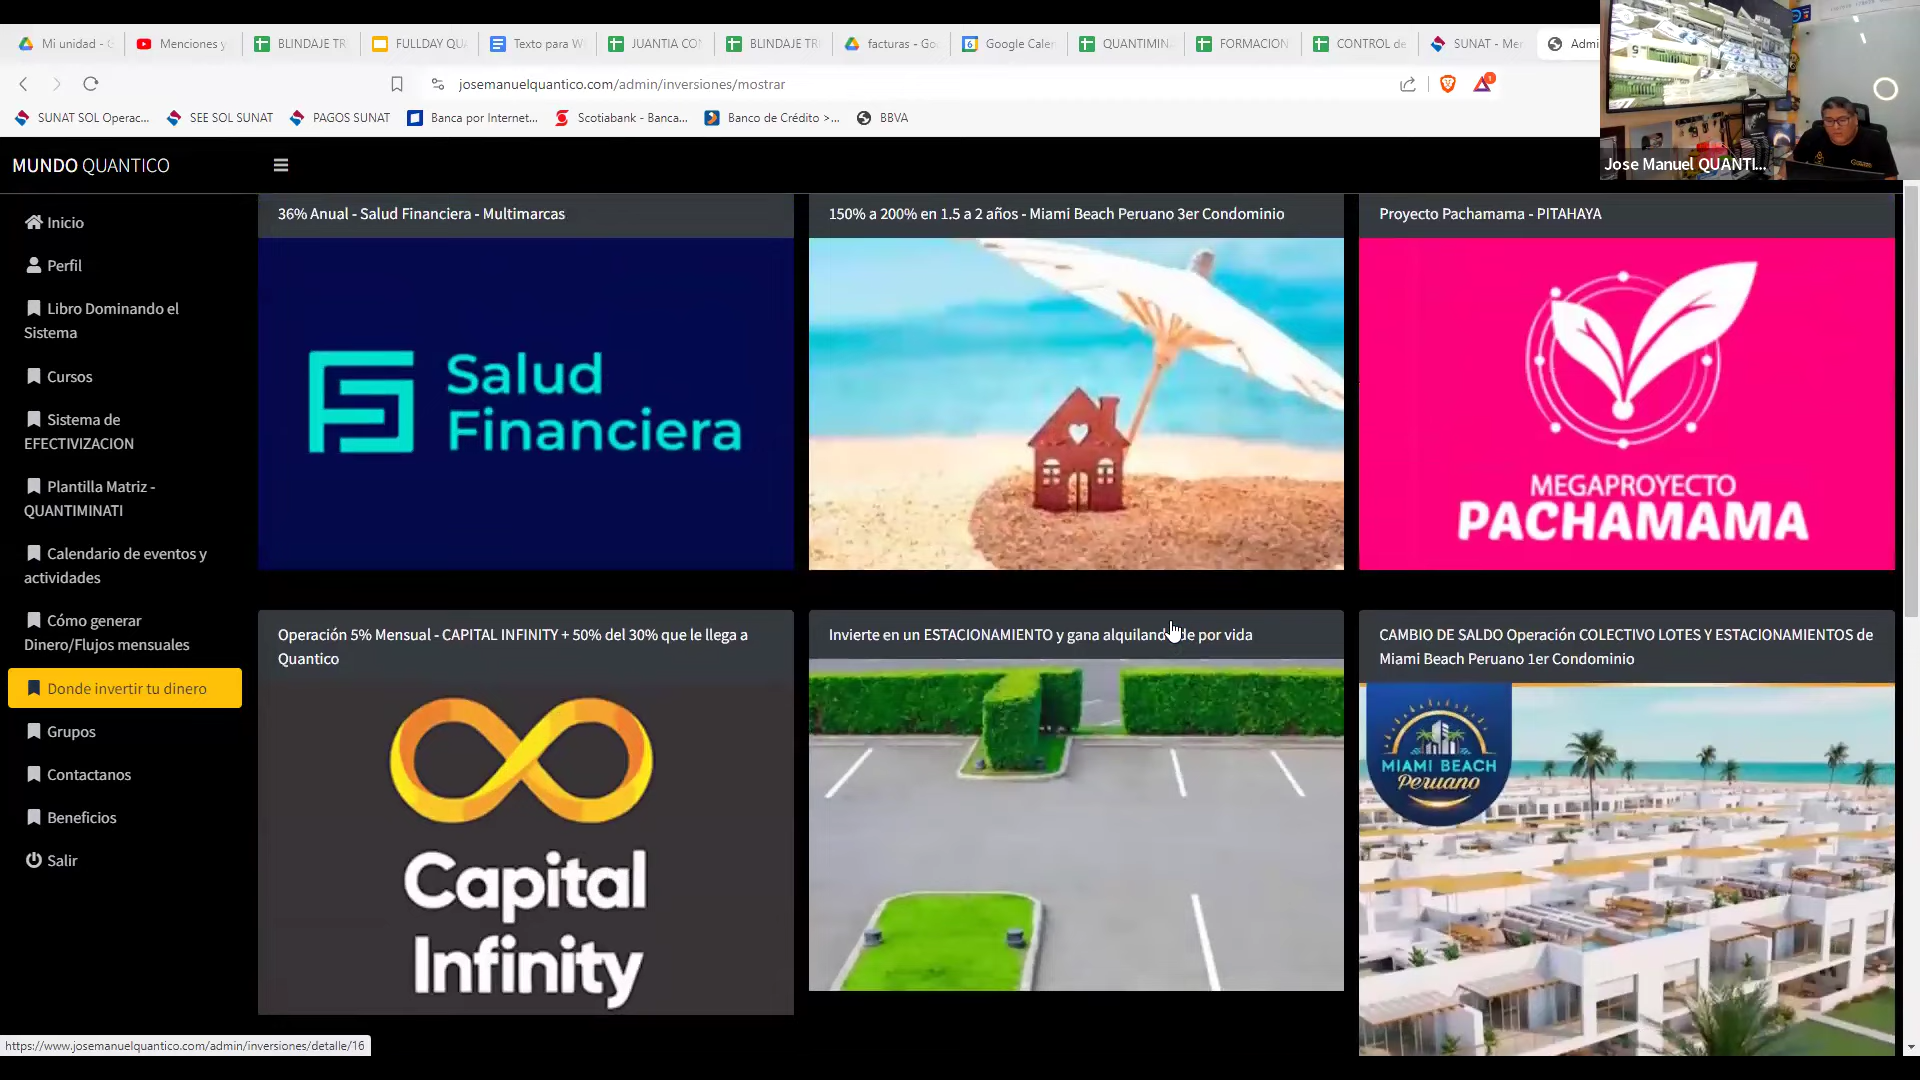 Mi unidad - G
Menciones y
BLINDAJE TR
FULLDAY QUA
Texto para W
JUANTIA CO
BLINDAJE TR
facturas - Goo
Google Calen
QUANTIMIN
FORMACION
CONTROL de
SUNAT - Me
Admi
josemanuelquantico.com/admin/inversiones/mostrar
SUNAT SOL Operac...
SEE SOL SUNAT
PAGOS SUNAT
Banca por Internet...
Scotiabank - Banca...
Banco de Crédito >...
BBVA
Jose Manuel QUANTI...
MUNDO QUANTICO
Inicio
Perfil
Libro Dominando el
Sistema
Cursos
Sistema de
EFECTIVIZACION
Plantilla Matriz -
QUANTIMINATI
Calendario de eventos y
actividades
Cómo generar
Dinero/Flujos mensuales
Donde invertir tu dinero
Grupos
Contactanos
Beneficios
Salir
36% Anual - Salud Financiera - Multimarcas
Salud
Financiera
150% a 200% en 1.5 a 2 años - Miami Beach Peruano 3er Condominio
Proyecto Pachamama - PITAHAYA
MEGAPROYECTO
PACHAMAMA
Operación 5% Mensual - CAPITAL INFINITY + 50% del 30% que le llega a
Quantico
Capital
Infinity
Invierte en un ESTACIONAMIENTO y gana alquilando de por vida
CAMBIO DE SALDO Operación COLECTIVO LOTES Y ESTACIONAMIENTOS de
Miami Beach Peruano 1er Condominio
MIAMI BEACH
Peruano
https://www.josemanuelquantico.com/admin/inversiones/detalle/16